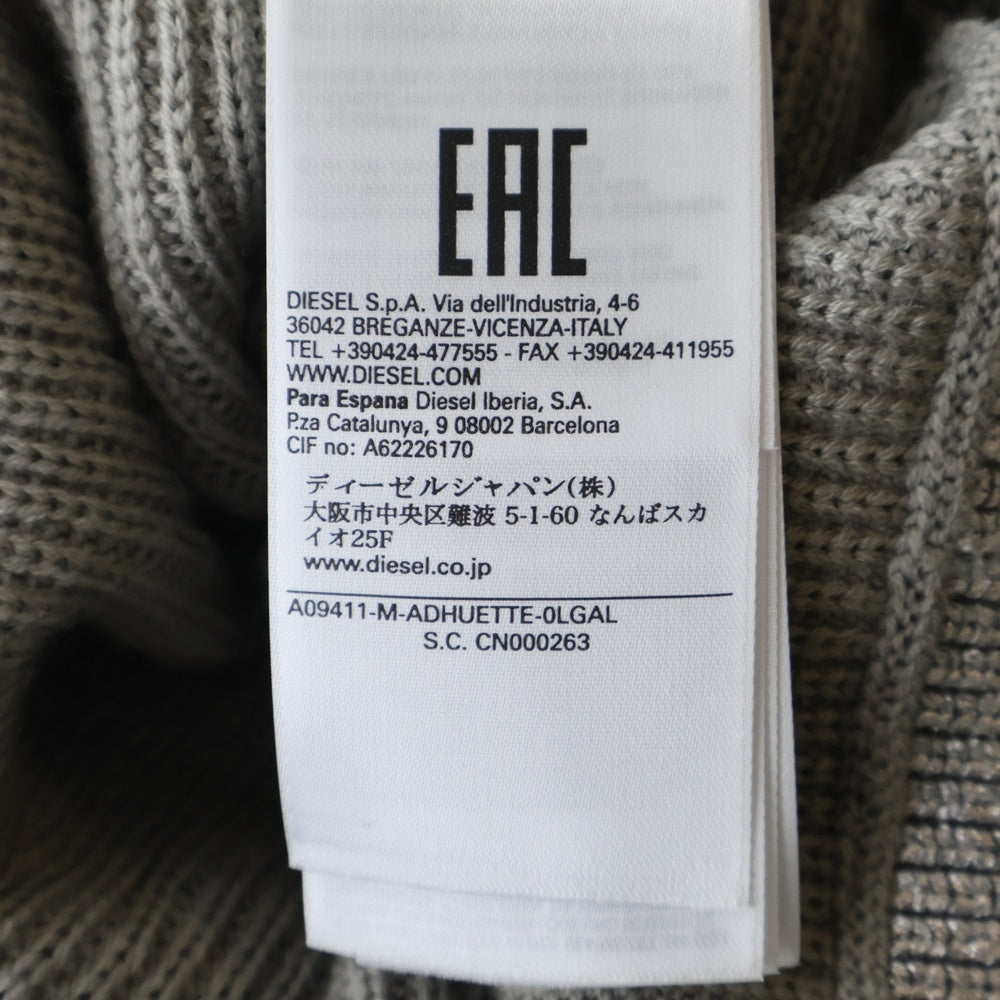 EAC
DIESEL S.p.A. Via dell'Industria, 4-6
36042 BREGANZE-VICENZA-ITALY
TEL +390424-477555 - FAX +390424-411955
WWW.DIESEL.COM
Para Espana Diesel Iberia, S.A.
P.za Catalunya, 9 08002 Barcelona
CIF no: A62226170
ディーゼルジャパン(株)
大阪市中央区難波 5-1-60 なんばスカ
イオ25F
www.diesel.co.jp
A09411-M-ADHUETTE-0LGAL
S.C. CN000263